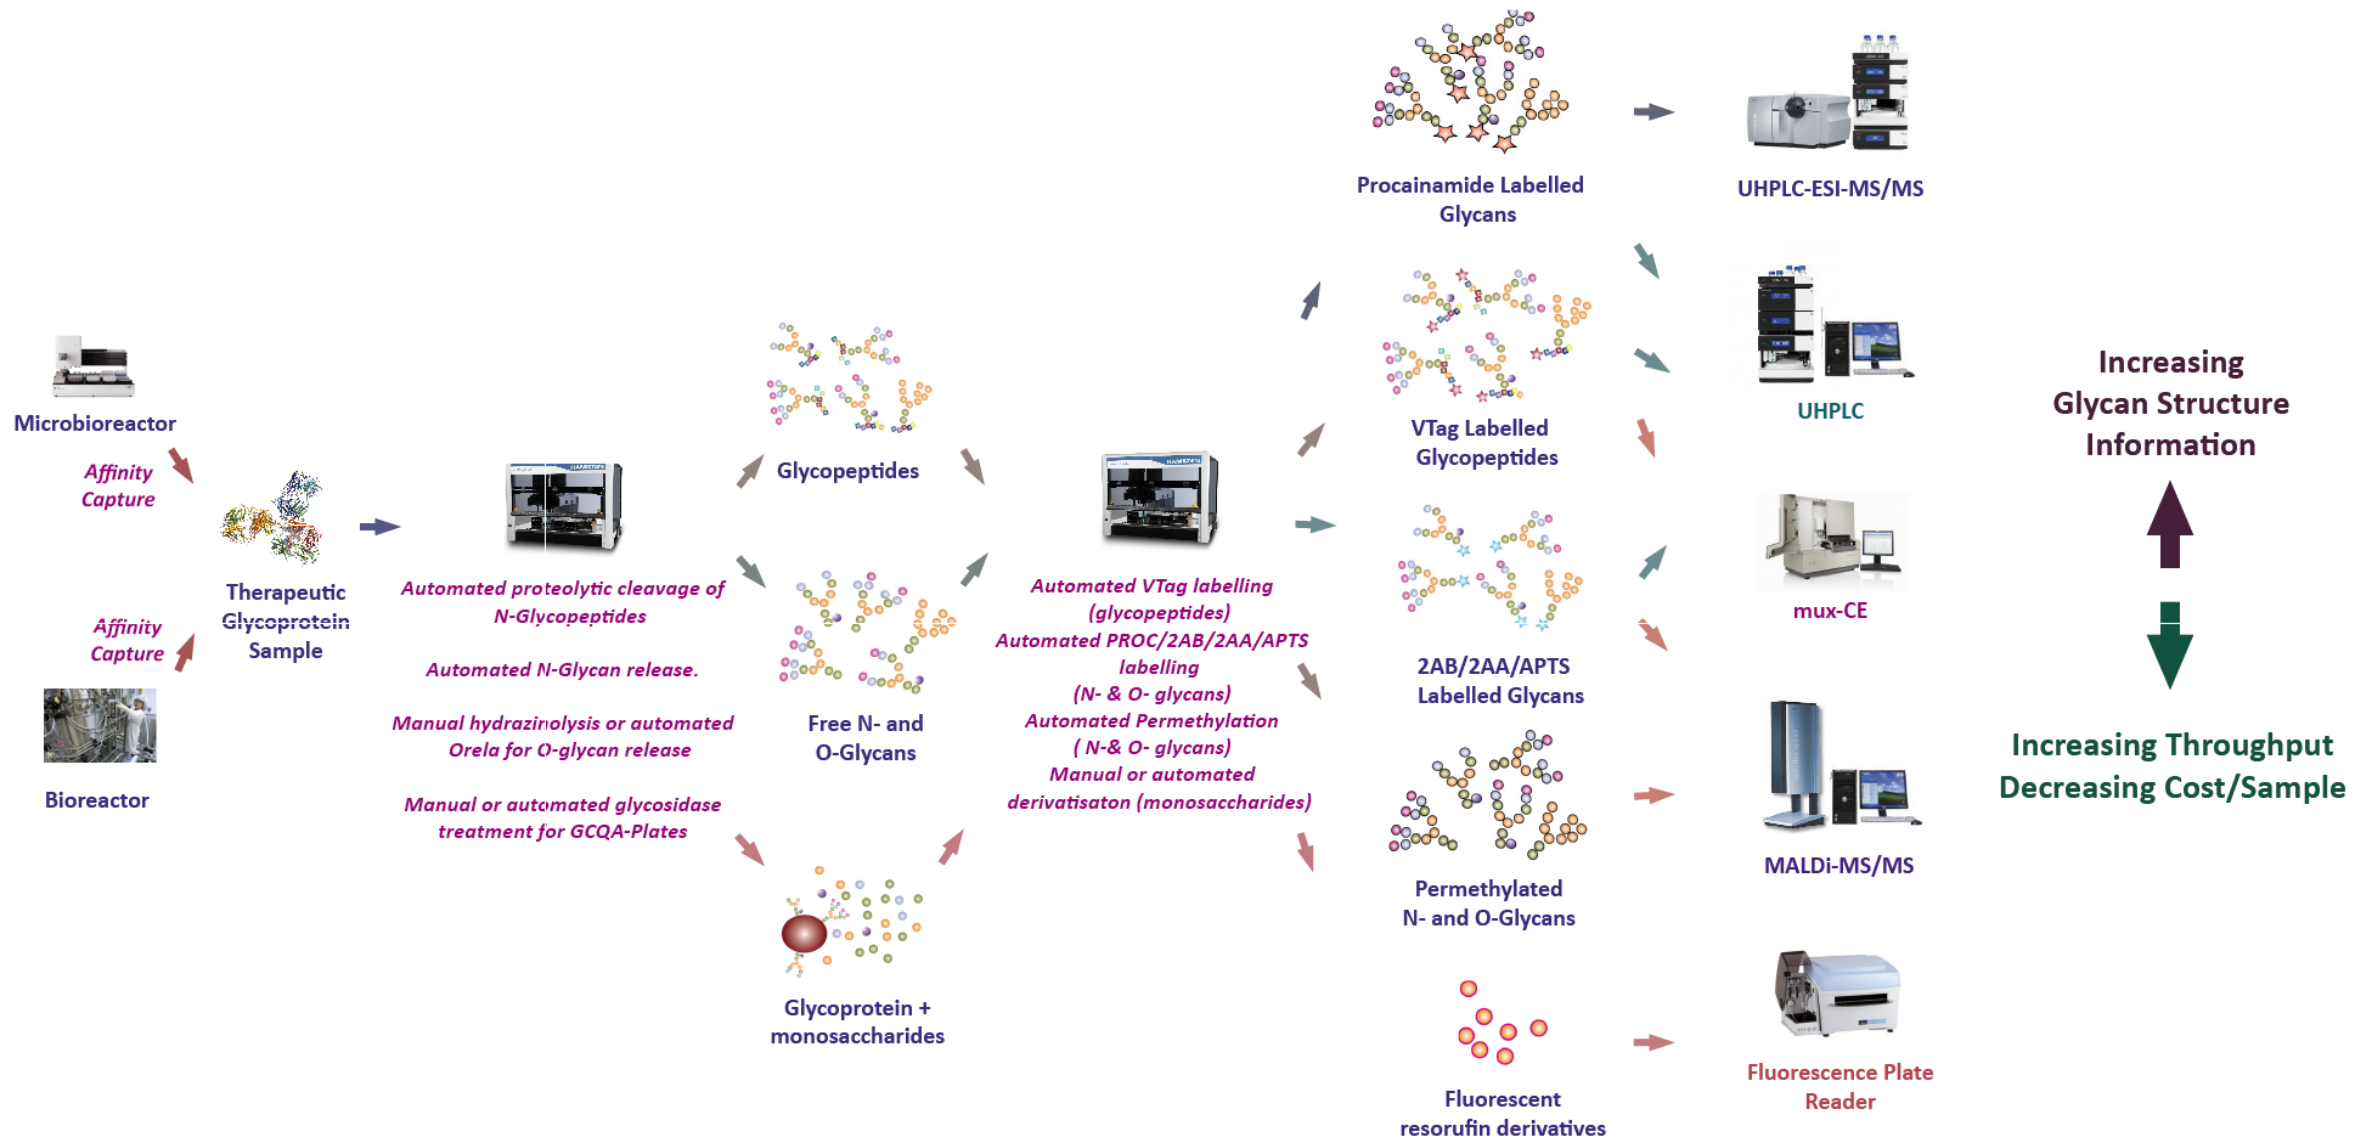 Microbioreactor
Affinity
Capture
Therapeutic
Glycoprotein
Sample
Affinity
Capture
Bioreactor
Automated proteolytic cleavage of
N-Glycopeptides
Automated N-Glycan release.
Manual hydrazinolysis or automated
Orela for O-glycan release
Manual or automated glycosidase
treatment for GCQA-Plates
Glycopeptides
Free N- and
O-Glycans
Glycoprotein +
monosaccharides
Automated VTag labelling
(glycopeptides)
Automated PROC/2AB/2AA/APTS
labelling
(N- & O- glycans)
Automated Permethylation
( N-& O- glycans)
Manual or automated
derivatisaton (monosaccharides)
Procainamide Labelled
Glycans
VTag Labelled
Glycopeptides
2AB/2AA/APTS
Labelled Glycans
Permethylated
N- and O-Glycans
Fluorescent
resorufin derivatives
UHPLC-ESI-MS/MS
UHPLC
mux-CE
MALDi-MS/MS
Fluorescence Plate
Reader
Increasing
Glycan Structure
Information
Increasing Throughput
Decreasing Cost/Sample